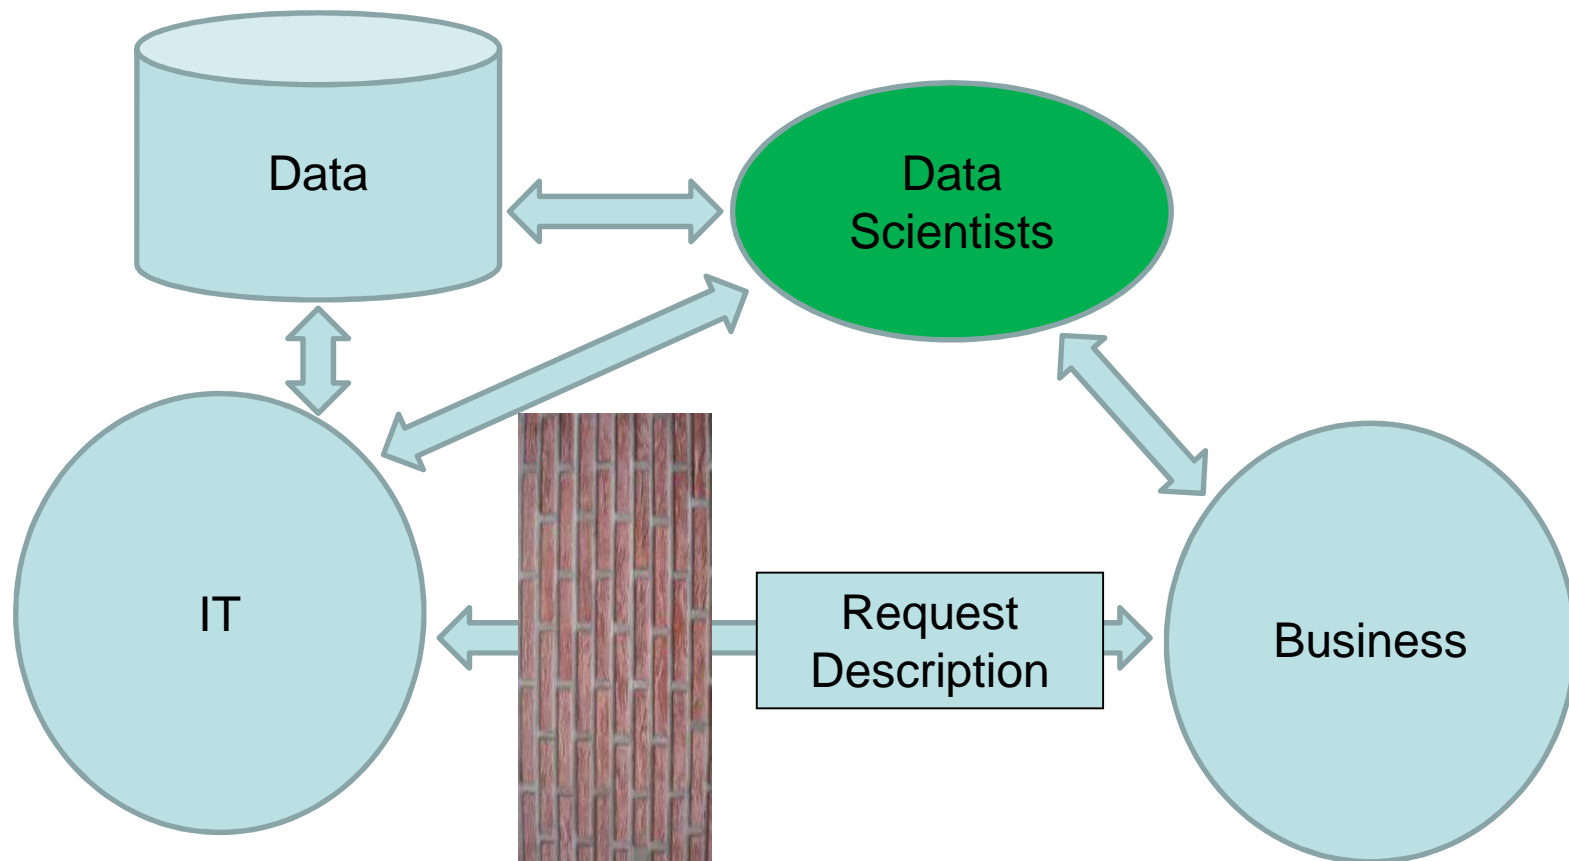 Data
Data
Scientists
IT
Request
Description
Business